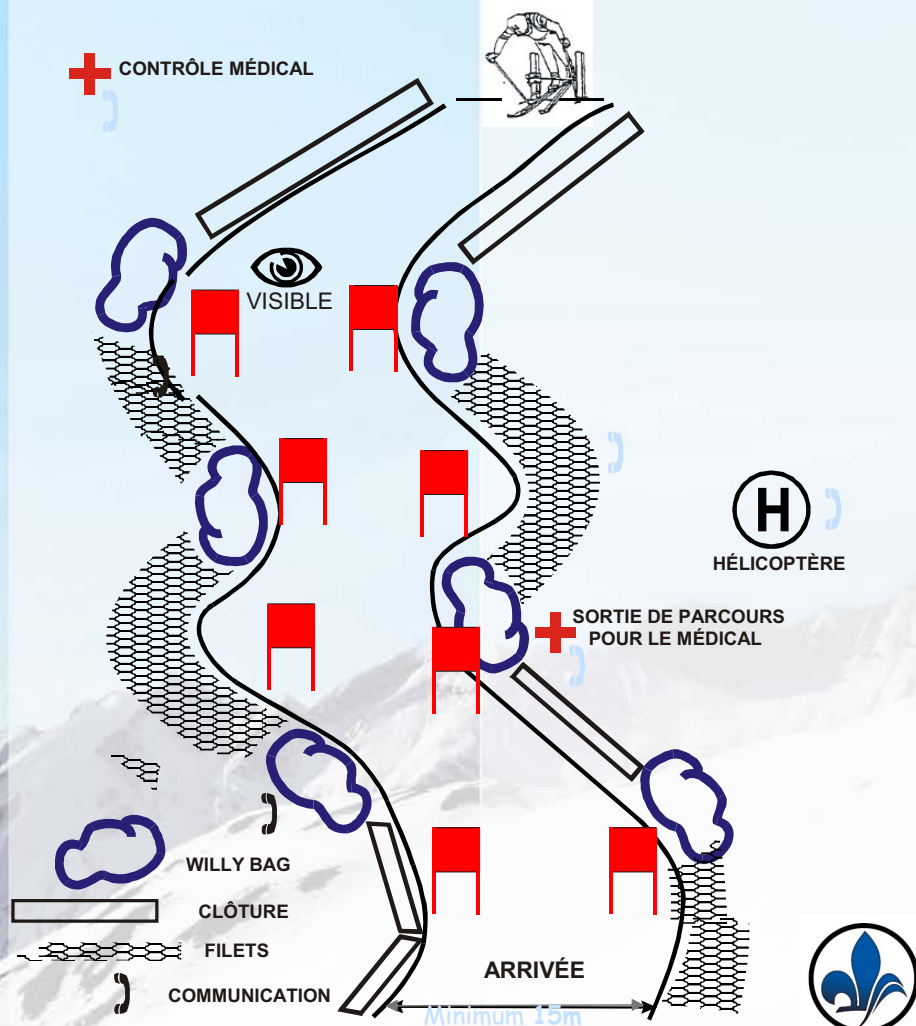 CONTRÔLE MÉDICAL
VISIBLE
H
HÉLICOPTÈRE
SORTIE DE PARCOURS
POUR LE MÉDICAL
WILLY BAG
CLÔTURE
FILETS
COMMUNICATION
ARRIVÉE
Minimum 15m